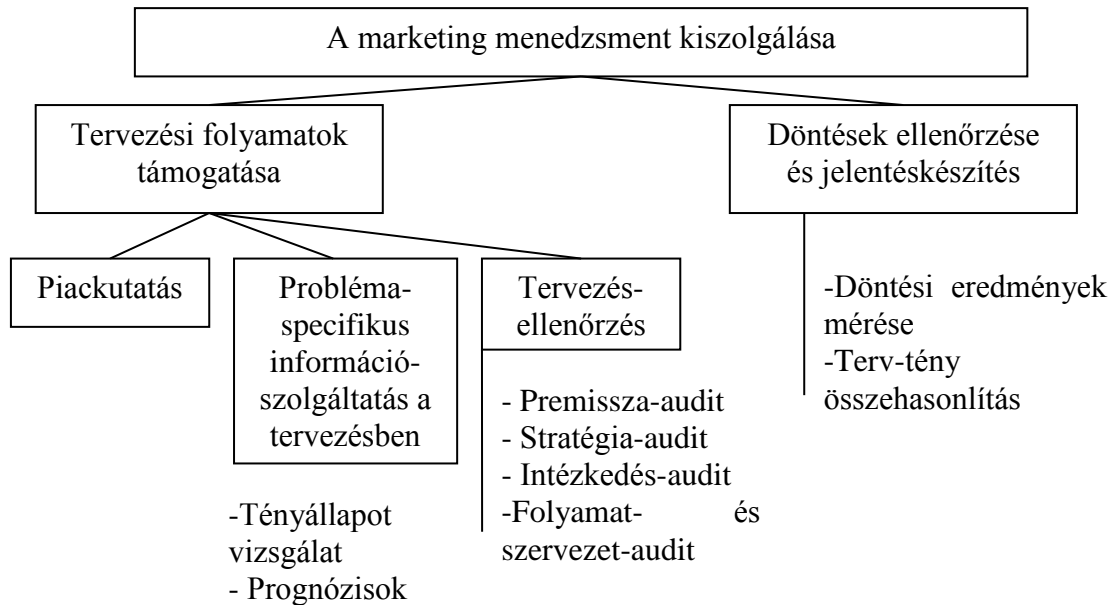 A marketing menedzsment kiszolgálása
Tervezési folyamatok
támogatása
Döntések ellenőrzése
és jelentéskészítés
Piackutatás
Probléma-
specifikus
információ-
szolgáltatás a
tervezésben
-Tényállapot
vizsgálat
- Prognózisok
Tervezés-
ellenőrzés
- Premissza-audit
- Stratégia-audit
- Intézkedés-audit
-Folyamat- és
szervezet-audit
-Döntési eredmények
mérése
-Terv-tény
összehasonlítás